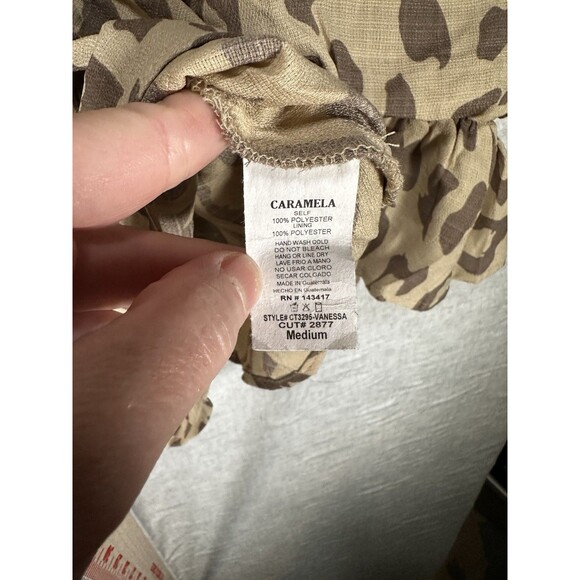 CARAMELA
SELF
100% POLYESTER
LINING
100% POLYESTER
HAND WASH COLD
DO NOT BLEACH
HANG OR LINE DRY
LAVE FRIO A MANO
NO USAR CLORO
SECAR COLGADO
MADE IN Guatemala
HECHO EN Guatemala
RN # 143417
STYLE# CT3295-VANESSA
CUT# 2877
Medium